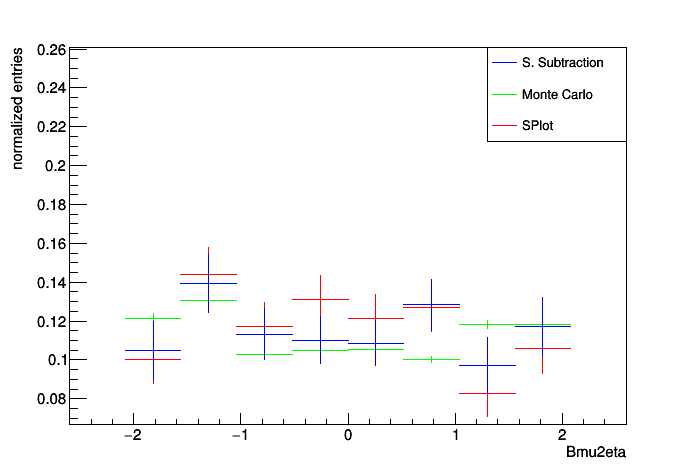 normalized entries
0.26
0.24
0.22
0.2
0.18
0.16
0.14
0.12
0.1
0.08
S. Subtraction
Monte Carlo
SPlot
−2 −1 0 1 2
Bmu2eta